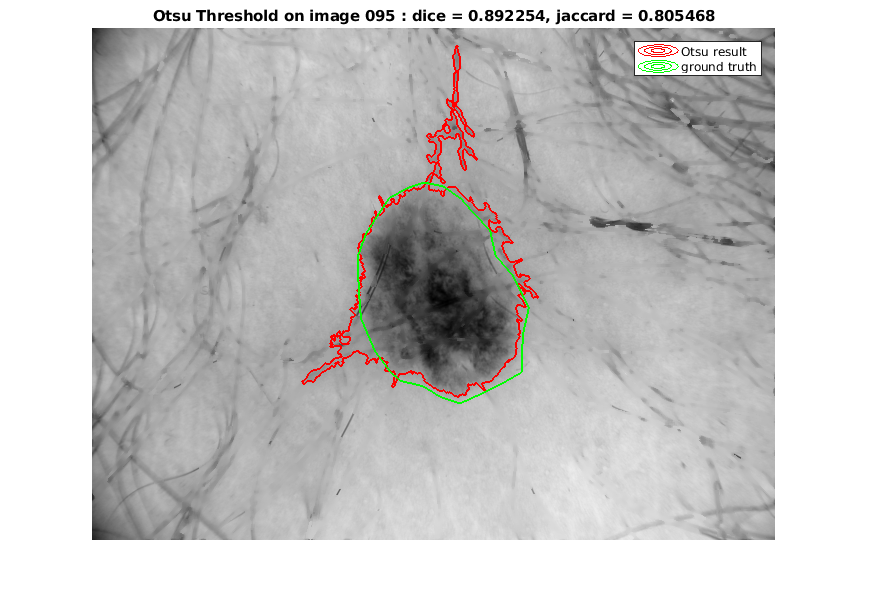 Otsu Threshold on image 095 : dice = 0.892254, jaccard = 0.805468
Otsu result
ground truth